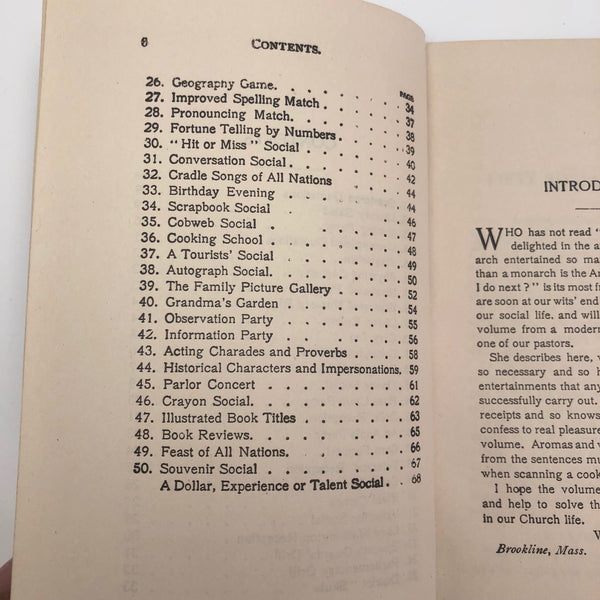 6 CONTENTS.
PAGE
26. Geography Game. . . . . . 34
27. Improved Spelling Match . . . . 37
28. Pronouncing Match. . . . . 38
29. Fortune Telling by Numbers. . . . 39
30. "Hit or Miss" Social . . . . 40
31. Conversation Social. . . . . 42
32. Cradle Songs of All Nations . . . 44
33. Birthday Evening . . . . . 44
34. Scrapbook Social . . . . . 46
35. Cobweb Social . . . . . 47
36. Cooking School . . . . . 48
37. A Tourists' Social . . . . . 49
38. Autograph Social. . . . . . 50
39. The Family Picture Gallery . . . . 52
40. Grandma's Garden . . . . . 54
41. Observation Party . . . . . 55
42. Information Party . . . . . 56
43. Acting Charades and Proverbs . . . 58
44. Historical Characters and Impersonations. 59
45. Parlor Concert . . . . . . 61
46. Crayon Social. . . . . . . 62
47. Illustrated Book Titles . . . . 63
48. Book Reviews. . . . . . . 65
49. Feast of All Nations. . . . . 66
50. Souvenir Social . . . . . . 67
A Dollar, Experience or Talent Social. . 68
INTROD
WHO has not read "
delighted in the a
arch entertained so ma
than a monarch is the Ar
I do next?" is its most fr
are soon at our wits' end
our social life, and will
volume from a moder
one of our pastors.
She describes here, v
so necessary and so h
entertainments that any
successfully carry out.
receipts and so knows
confess to real pleasure
volume. Aromas and v
from the sentences mu
when scanning a cook
I hope the volume
and help to solve th
in our Church life.
W
Brookline, Mass.